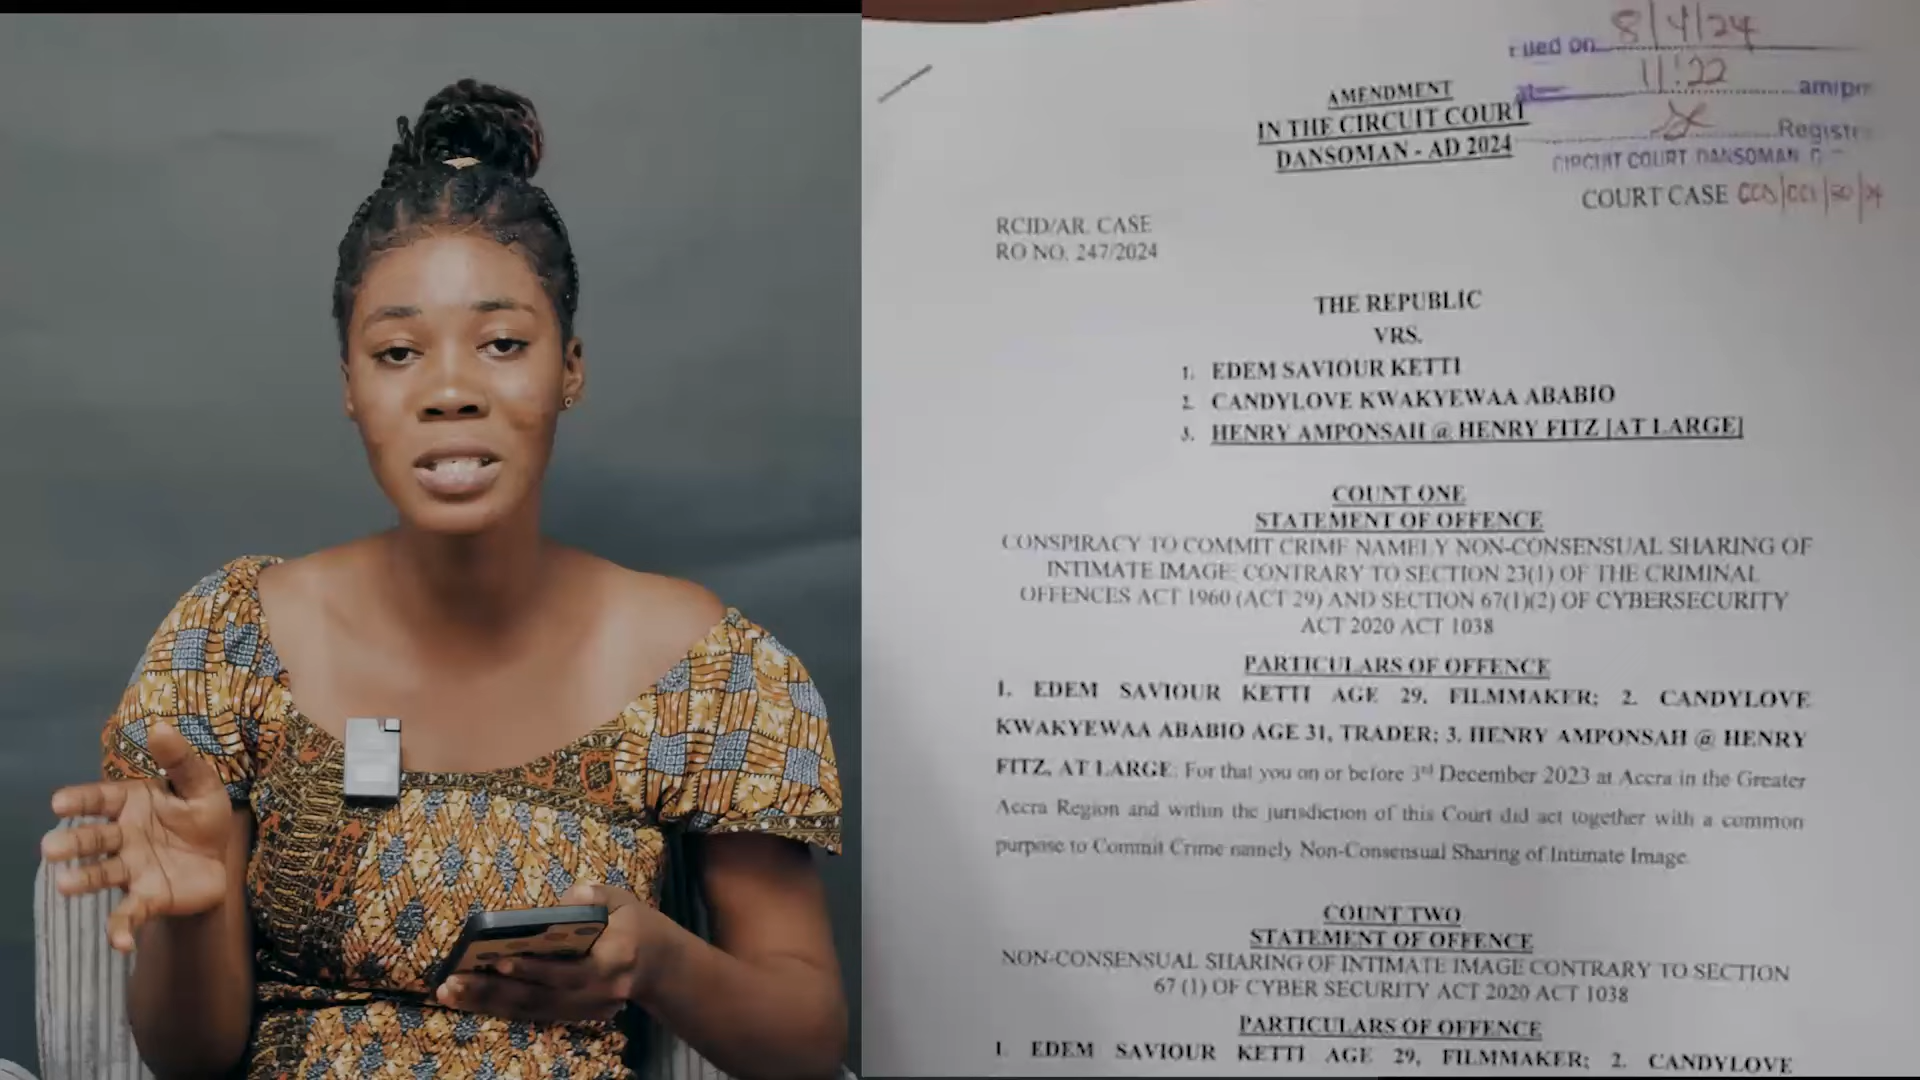 8/4/24
at 11:22 am/pm
AMENDMENT
IN THE CIRCUIT COURT
DANSOMAN - AD 2024
CIRCUIT COURT DANSOMAN
COURT CASE
RCID/AR. CASE
RO NO. 247/2024
THE REPUBLIC
VRS.
1. EDEM SAVIOUR KETTI
2. CANDYLOVE KWAKYEWAA ABABIO
3. HENRY AMPONSAH @ HENRY FITZ [AT LARGE]
COUNT ONE
STATEMENT OF OFFENCE
CONSPIRACY TO COMMIT CRIME NAMELY NON-CONSENSUAL SHARING OF
INTIMATE IMAGE: CONTRARY TO SECTION 23(1) OF THE CRIMINAL
OFFENCES ACT 1960 (ACT 29) AND SECTION 67(1)(2) OF CYBERSECURITY
ACT 2020 ACT 1038
PARTICULARS OF OFFENCE
1. EDEM SAVIOUR KETTI AGE 29, FILMMAKER; 2. CANDYLOVE
KWAKYEWAA ABABIO AGE 31, TRADER; 3. HENRY AMPONSAH @ HENRY
FITZ, AT LARGE: For that you on or before 3rd December 2023 at Accra in the Greater
Accra Region and within the jurisdiction of this Court did act together with a common
purpose to Commit Crime namely Non-Consensual Sharing of Intimate Image.
COUNT TWO
STATEMENT OF OFFENCE
NON-CONSENSUAL SHARING OF INTIMATE IMAGE CONTRARY TO SECTION
67 (1) OF CYBER SECURITY ACT 2020 ACT 1038
PARTICULARS OF OFFENCE
1. EDEM SAVIOUR KETTI AGE 29, FILMMAKER; 2. CANDYLOVE